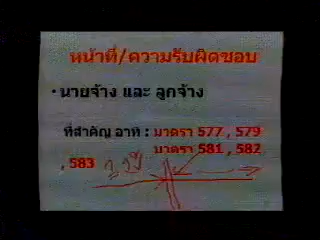 หน้าที่/ความรับผิดชอบ
• นายจ้าง และ ลูกจ้าง
ที่สำคัญ อาทิ : มาตรา 577 , 579
มาตรา 581 , 582
, 583